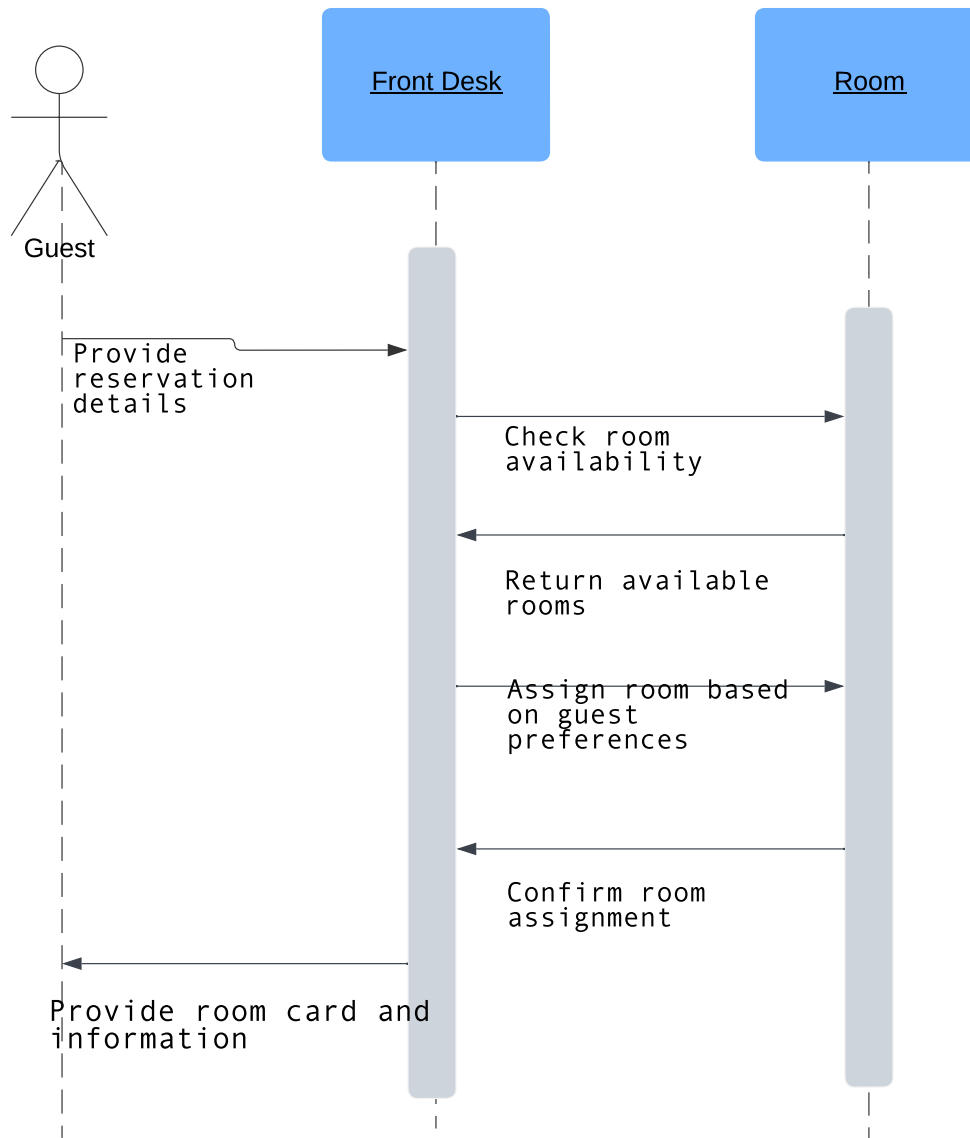 Front Desk
Room
Guest
Provide
reservation
details
Check room
availability
Return available
rooms
Assign room based
on guest
preferences
Confirm room
assignment
Provide room card and
information